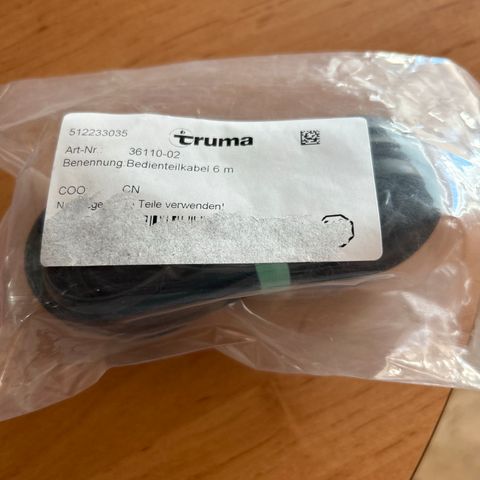 512233035
truma
Art-Nr.: 36110-02
Benennung: Bedienteilkabel 6 m
COO CN
Teile verwenden!